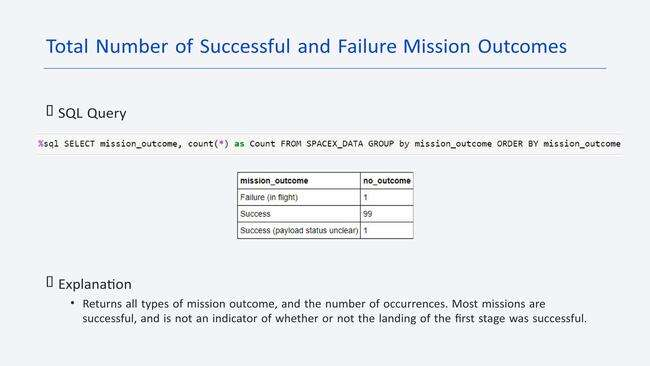 Total Number of Successful and Failure Mission Outcomes
SQL Query
%sql SELECT mission_outcome, count(*) as Count FROM SPACEX_DATA GROUP by mission_outcome ORDER BY mission_outcome
mission_outcome no_outcome
Failure (in flight) 1
Success 99
Success (payload status unclear) 1
Explanation
• Returns all types of mission outcome, and the number of occurrences. Most missions are
successful, and is not an indicator of whether or not the landing of the first stage was successful.